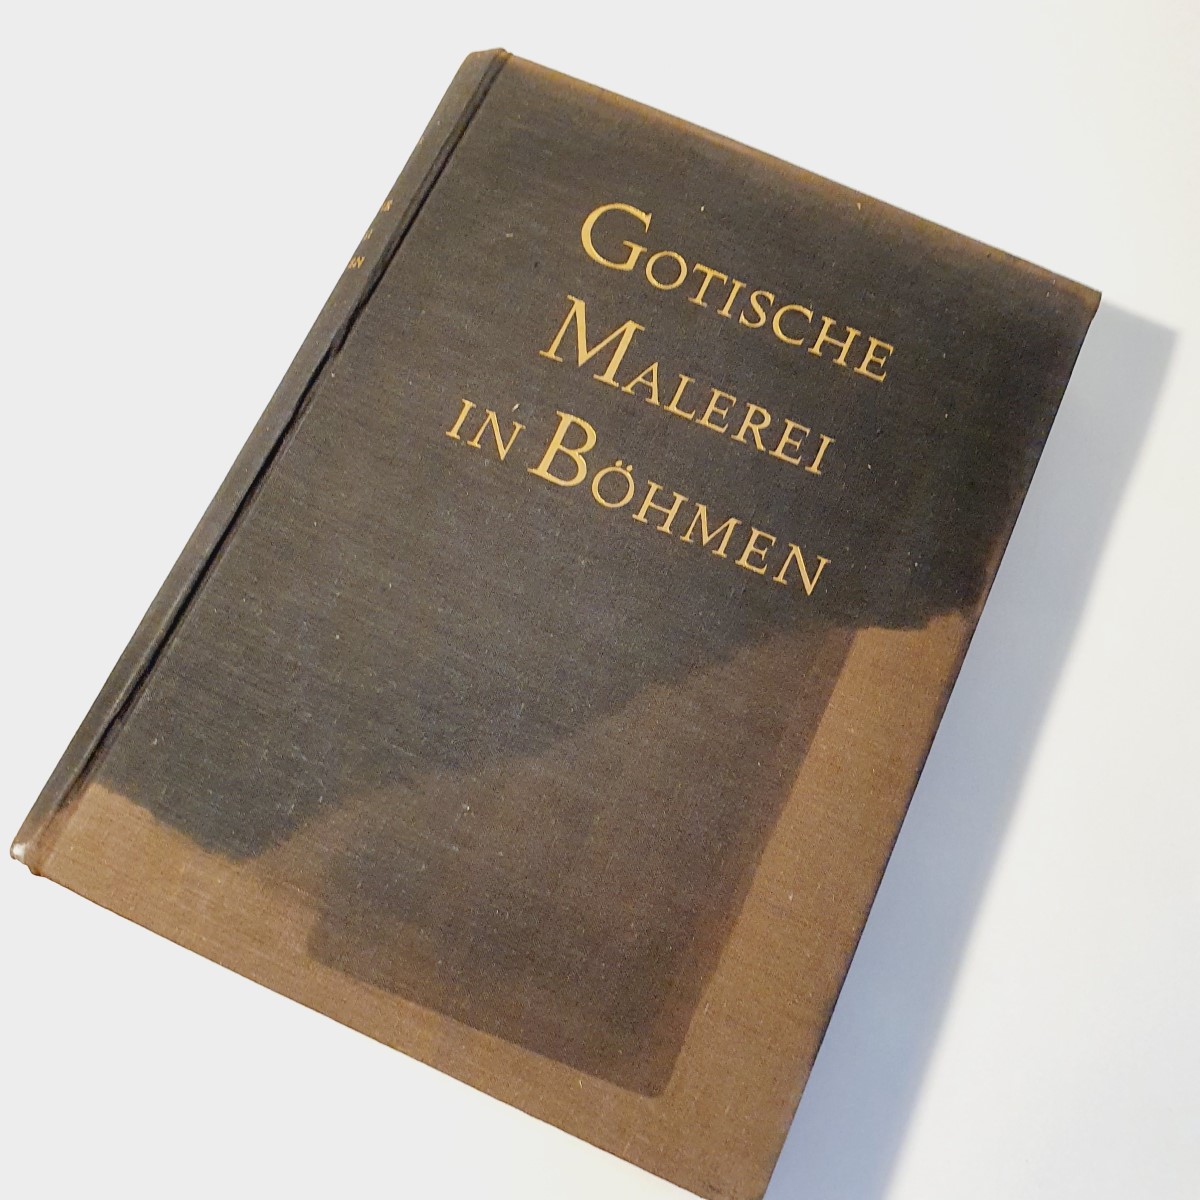 GOTISCHE
MALEREI
IN BÖHMEN